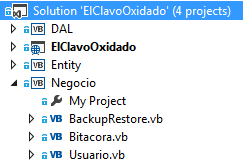 Solution 'ElClavoOxidado' (4 projects)
VB DAL
ElClavoOxidado
VB Entity
VB Negocio
My Project
VB BackupRestore.vb
VB Bitacora.vb
VB Usuario.vb